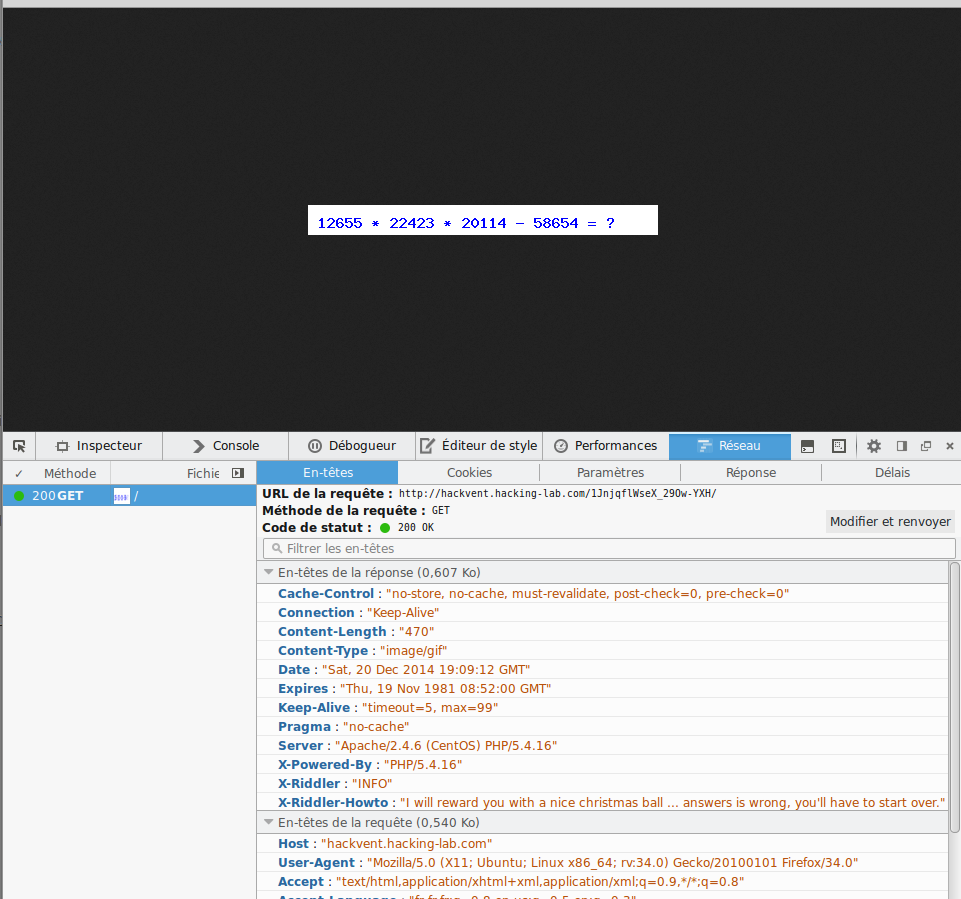 12655 * 22423 * 20114 - 58654 = ?
Inspecteur Console Débogueur Éditeur de style Performances Réseau
✓ Méthode Fichie En-têtes Cookies Paramètres Réponse Délais
200 GET /
URL de la requête : http://hackvent.hacking-lab.com/1JnjqflWseX_29Ow-YXH/
Méthode de la requête : GET
Code de statut : 200 OK
Modifier et renvoyer
Filtrer les en-têtes
En-têtes de la réponse (0,607 Ko)
Cache-Control : "no-store, no-cache, must-revalidate, post-check=0, pre-check=0"
Connection : "Keep-Alive"
Content-Length : "470"
Content-Type : "image/gif"
Date : "Sat, 20 Dec 2014 19:09:12 GMT"
Expires : "Thu, 19 Nov 1981 08:52:00 GMT"
Keep-Alive : "timeout=5, max=99"
Pragma : "no-cache"
Server : "Apache/2.4.6 (CentOS) PHP/5.4.16"
X-Powered-By : "PHP/5.4.16"
X-Riddler : "INFO"
X-Riddler-Howto : "I will reward you with a nice christmas ball ... answers is wrong, you'll have to start over."
En-têtes de la requête (0,540 Ko)
Host : "hackvent.hacking-lab.com"
User-Agent : "Mozilla/5.0 (X11; Ubuntu; Linux x86_64; rv:34.0) Gecko/20100101 Firefox/34.0"
Accept : "text/html,application/xhtml+xml,application/xml;q=0.9,*/*;q=0.8"